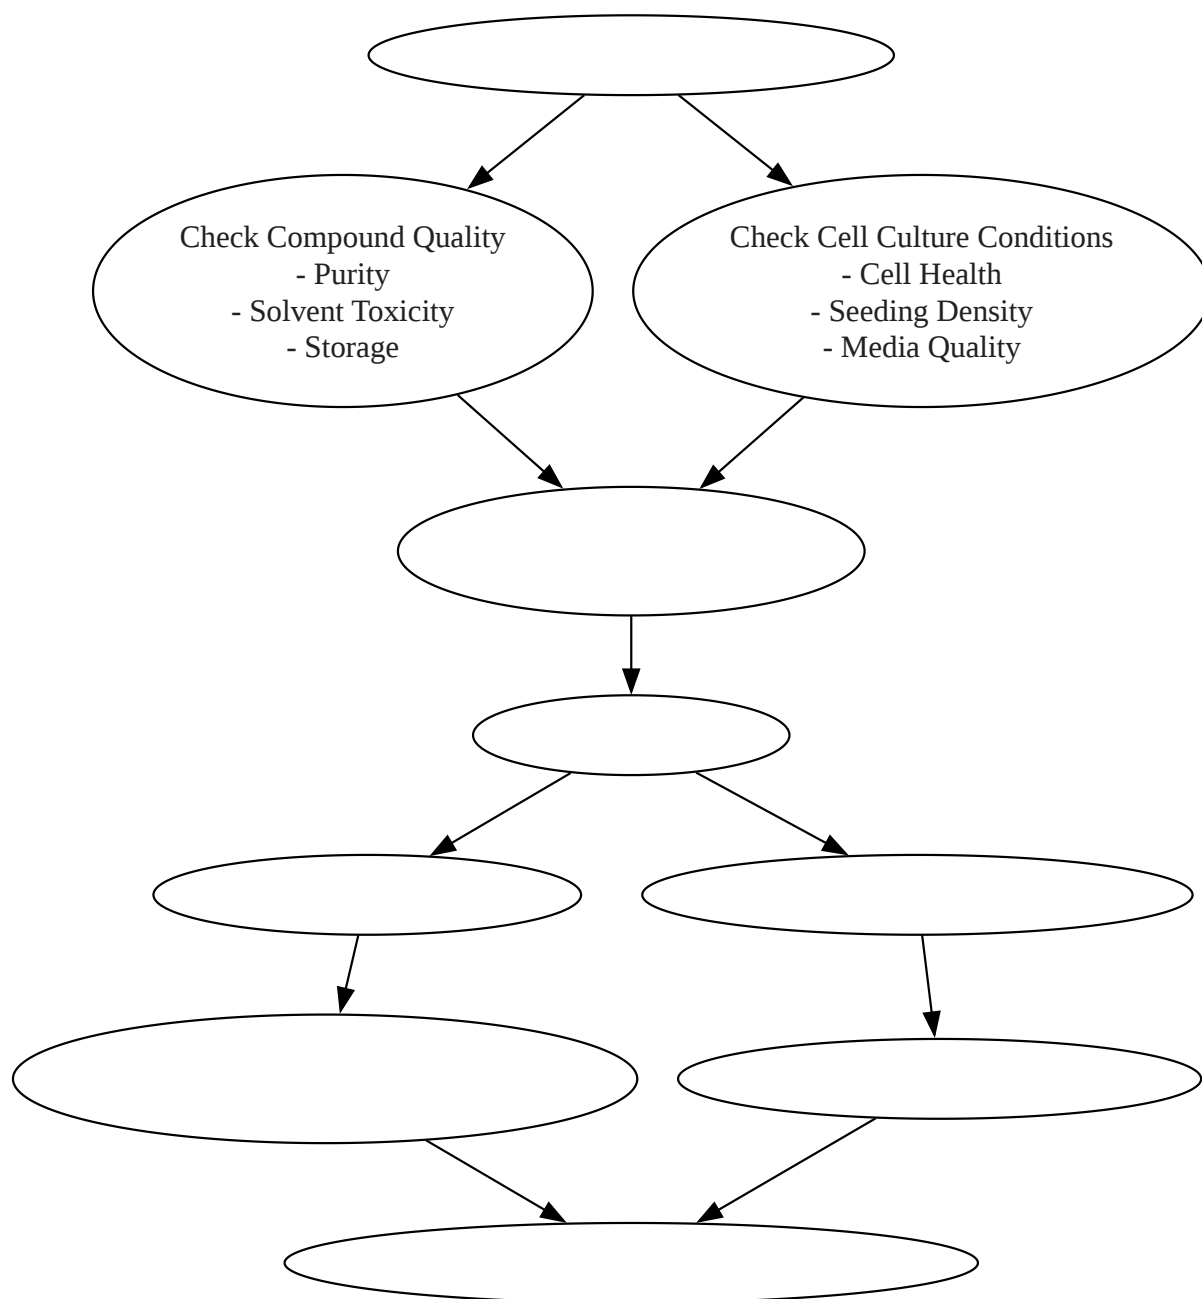 Check Compound Quality
- Purity
- Solvent Toxicity
- Storage
Check Cell Culture Conditions
- Cell Health
- Seeding Density
- Media Quality